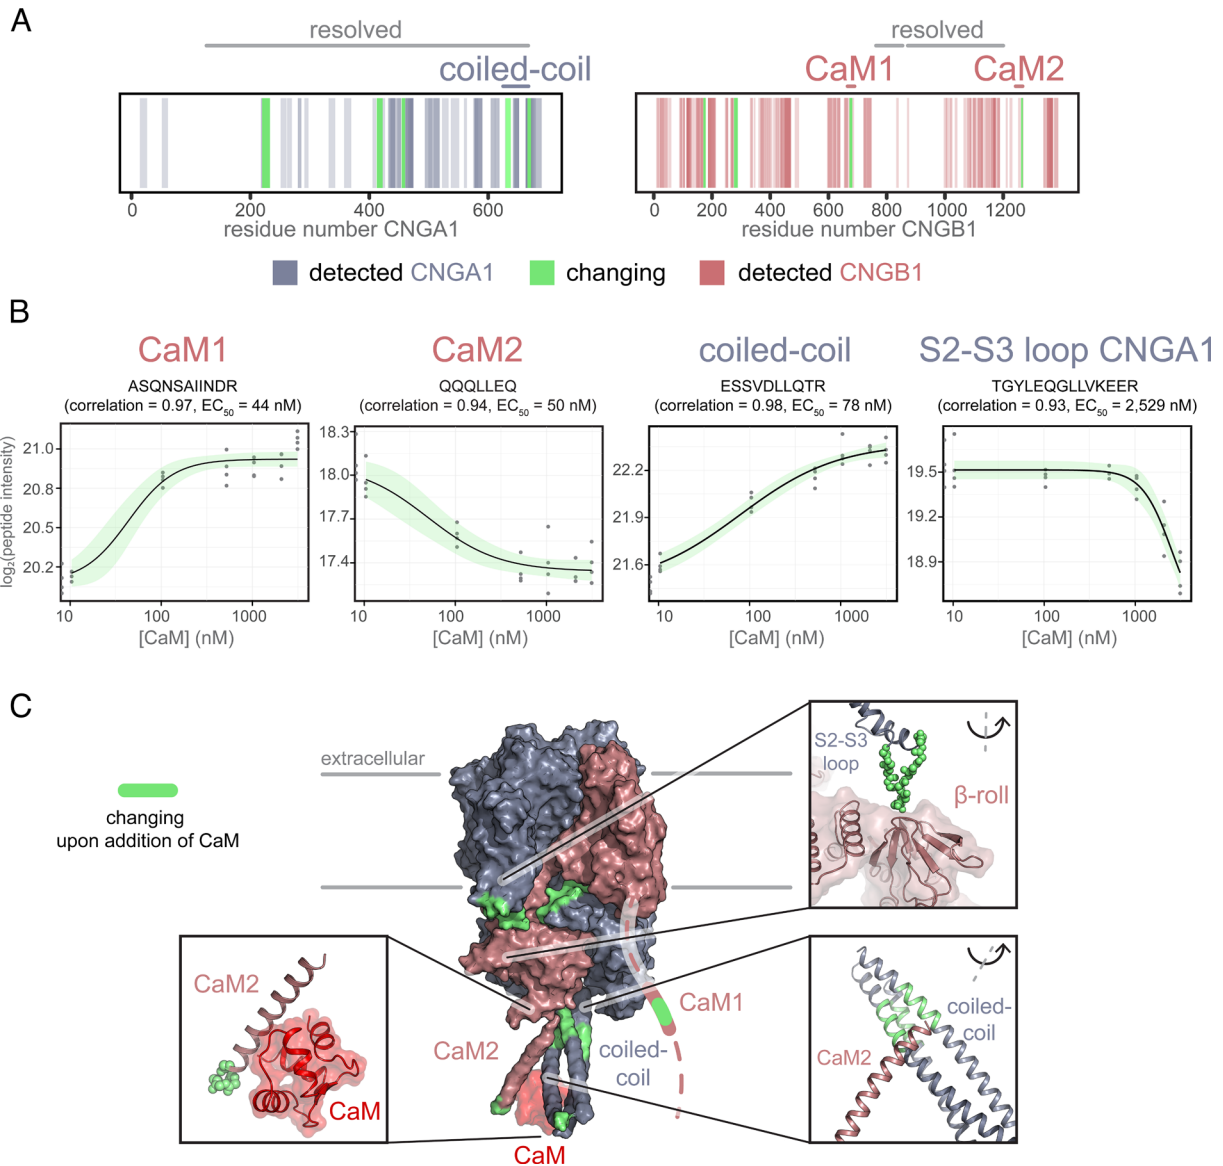 A
resolved
resolved
coiled-coil
CaM1
CaM2
0
200
400
600
0
200
400
600
800
1000
1200
residue number CNGA1
residue number CNGB1
detected CNGA1
changing
detected CNGB1
B
CaM1
CaM2
coiled-coil
S2-S3 loop CNGA1
ASQNSAIINDR
QQQLLEQ
ESSVDLLQTR
TGYLEQGLLVKEER
(correlation = 0.97, EC50 = 44 nM)
(correlation = 0.94, EC50 = 50 nM)
(correlation = 0.98, EC50 = 78 nM)
(correlation = 0.93, EC50 = 2,529 nM)
log2(peptide intensity)
21.0
20.8
20.5
20.2
18.3
18.0
17.7
17.4
22.2
21.9
21.6
19.5
19.2
18.9
10
100
1000
10
100
1000
10
100
1000
10
100
1000
[CaM] (nM)
[CaM] (nM)
[CaM] (nM)
[CaM] (nM)
C
extracellular
changing
upon addition of CaM
S2-S3
loop
β-roll
CaM2
CaM
CaM2
CaM1
coiled-
coil
CaM
coiled-
coil
CaM2